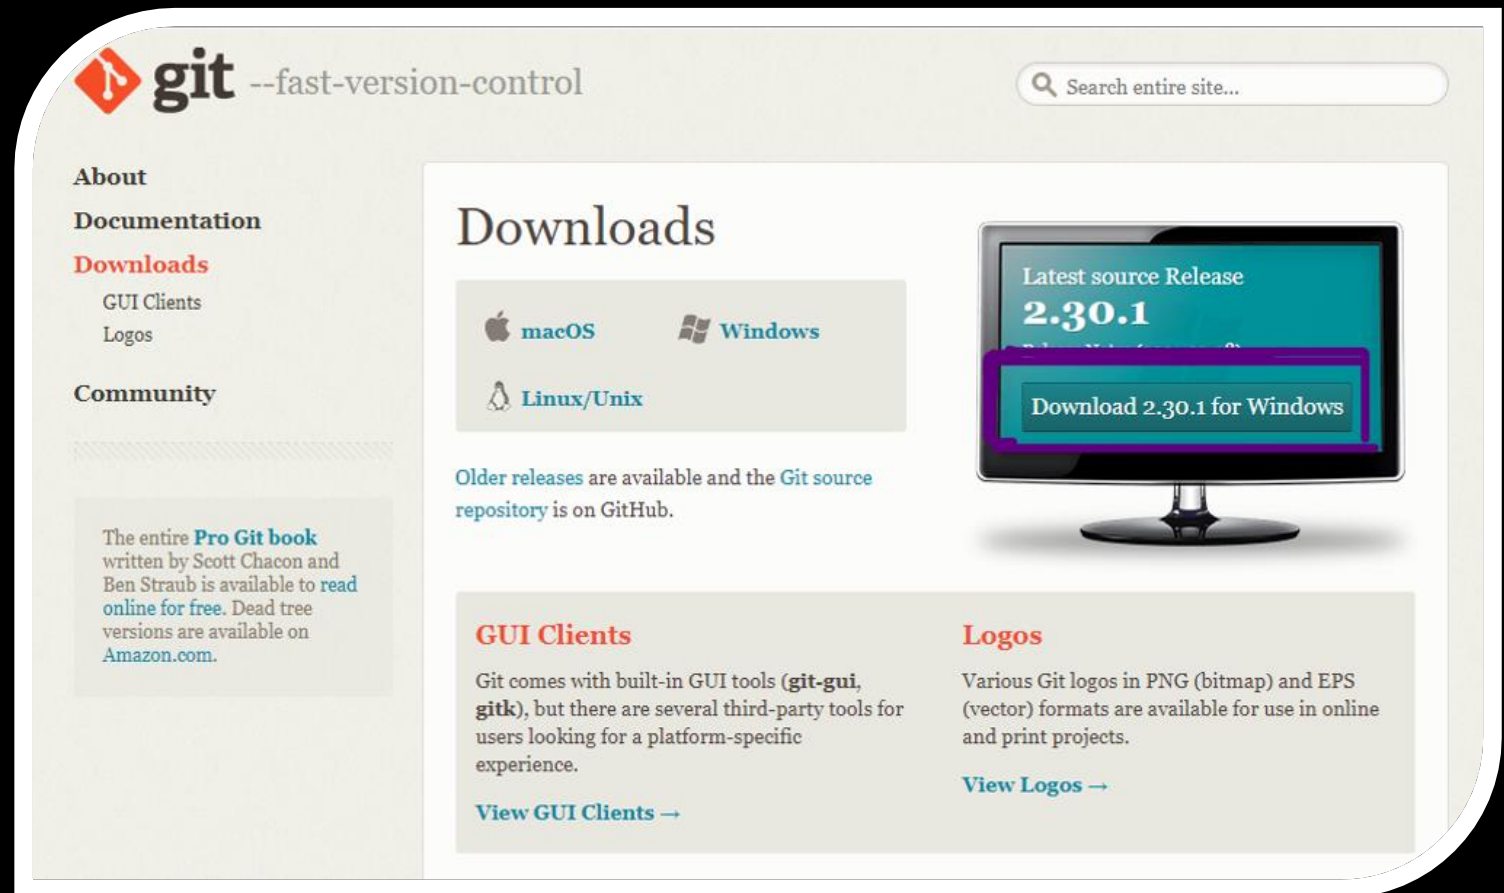 git --fast-version-control
Search entire site...
About
Documentation
Downloads
GUI Clients
Logos
Community
The entire Pro Git book
written by Scott Chacon and
Ben Straub is available to read
online for free. Dead tree
versions are available on
Amazon.com.
Downloads
macOS
Windows
Linux/Unix
Older releases are available and the Git source
repository is on GitHub.
Latest source Release
2.30.1
Download 2.30.1 for Windows
GUI Clients
Git comes with built-in GUI tools (git-gui,
gitk), but there are several third-party tools for
users looking for a platform-specific
experience.
View GUI Clients →
Logos
Various Git logos in PNG (bitmap) and EPS
(vector) formats are available for use in online
and print projects.
View Logos →